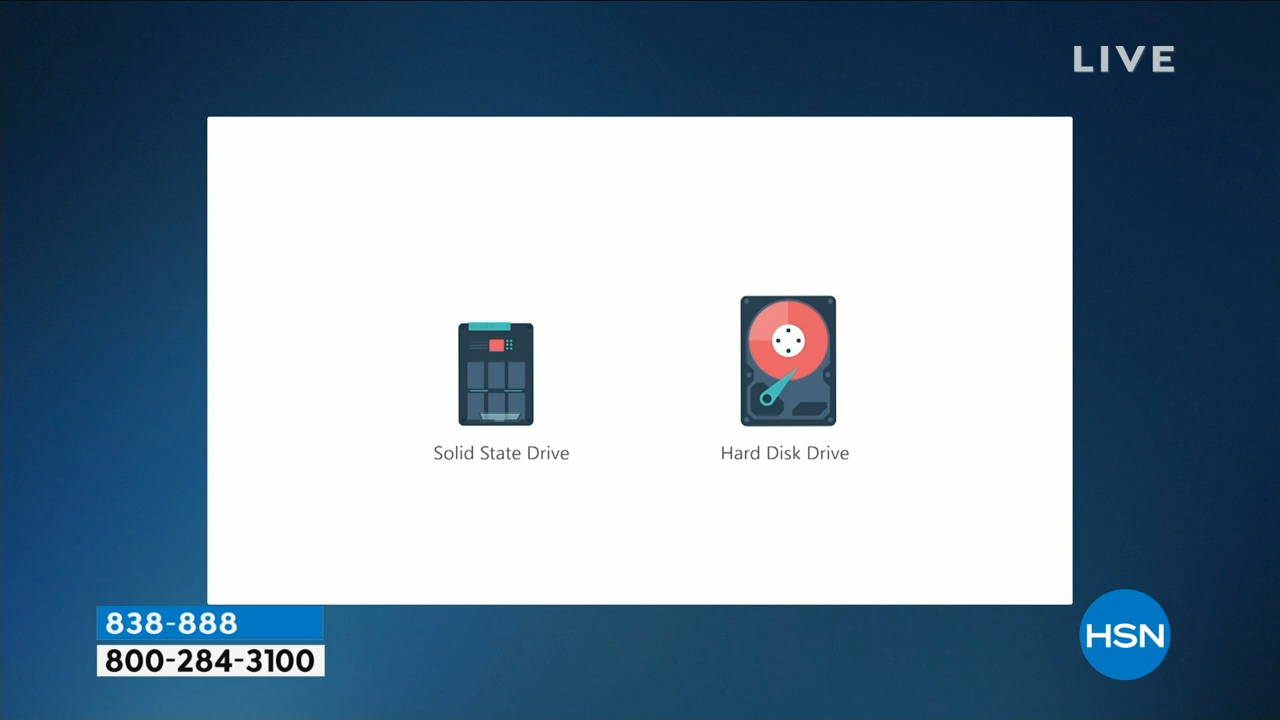 LIVE
Solid State Drive
Hard Disk Drive
838-888
800-284-3100
HSN